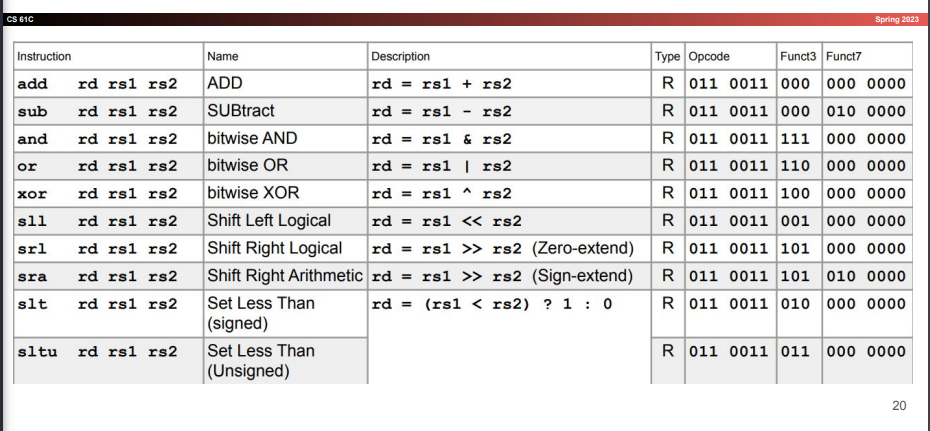 CS 61C Spring 2023
Instruction Name Description Type Opcode Funct3 Funct7
add rd rs1 rs2 ADD rd = rs1 + rs2 R 011 0011 000 000 0000
sub rd rs1 rs2 SUBtract rd = rs1 - rs2 R 011 0011 000 010 0000
and rd rs1 rs2 bitwise AND rd = rs1 & rs2 R 011 0011 111 000 0000
or rd rs1 rs2 bitwise OR rd = rs1 | rs2 R 011 0011 110 000 0000
xor rd rs1 rs2 bitwise XOR rd = rs1 ^ rs2 R 011 0011 100 000 0000
sll rd rs1 rs2 Shift Left Logical rd = rs1 << rs2 R 011 0011 001 000 0000
srl rd rs1 rs2 Shift Right Logical rd = rs1 >> rs2 (Zero-extend) R 011 0011 101 000 0000
sra rd rs1 rs2 Shift Right Arithmetic rd = rs1 >> rs2 (Sign-extend) R 011 0011 101 010 0000
slt rd rs1 rs2 Set Less Than rd = (rs1 < rs2) ? 1 : 0 R 011 0011 010 000 0000
(signed)
sltu rd rs1 rs2 Set Less Than R 011 0011 011 000 0000
(Unsigned)
20